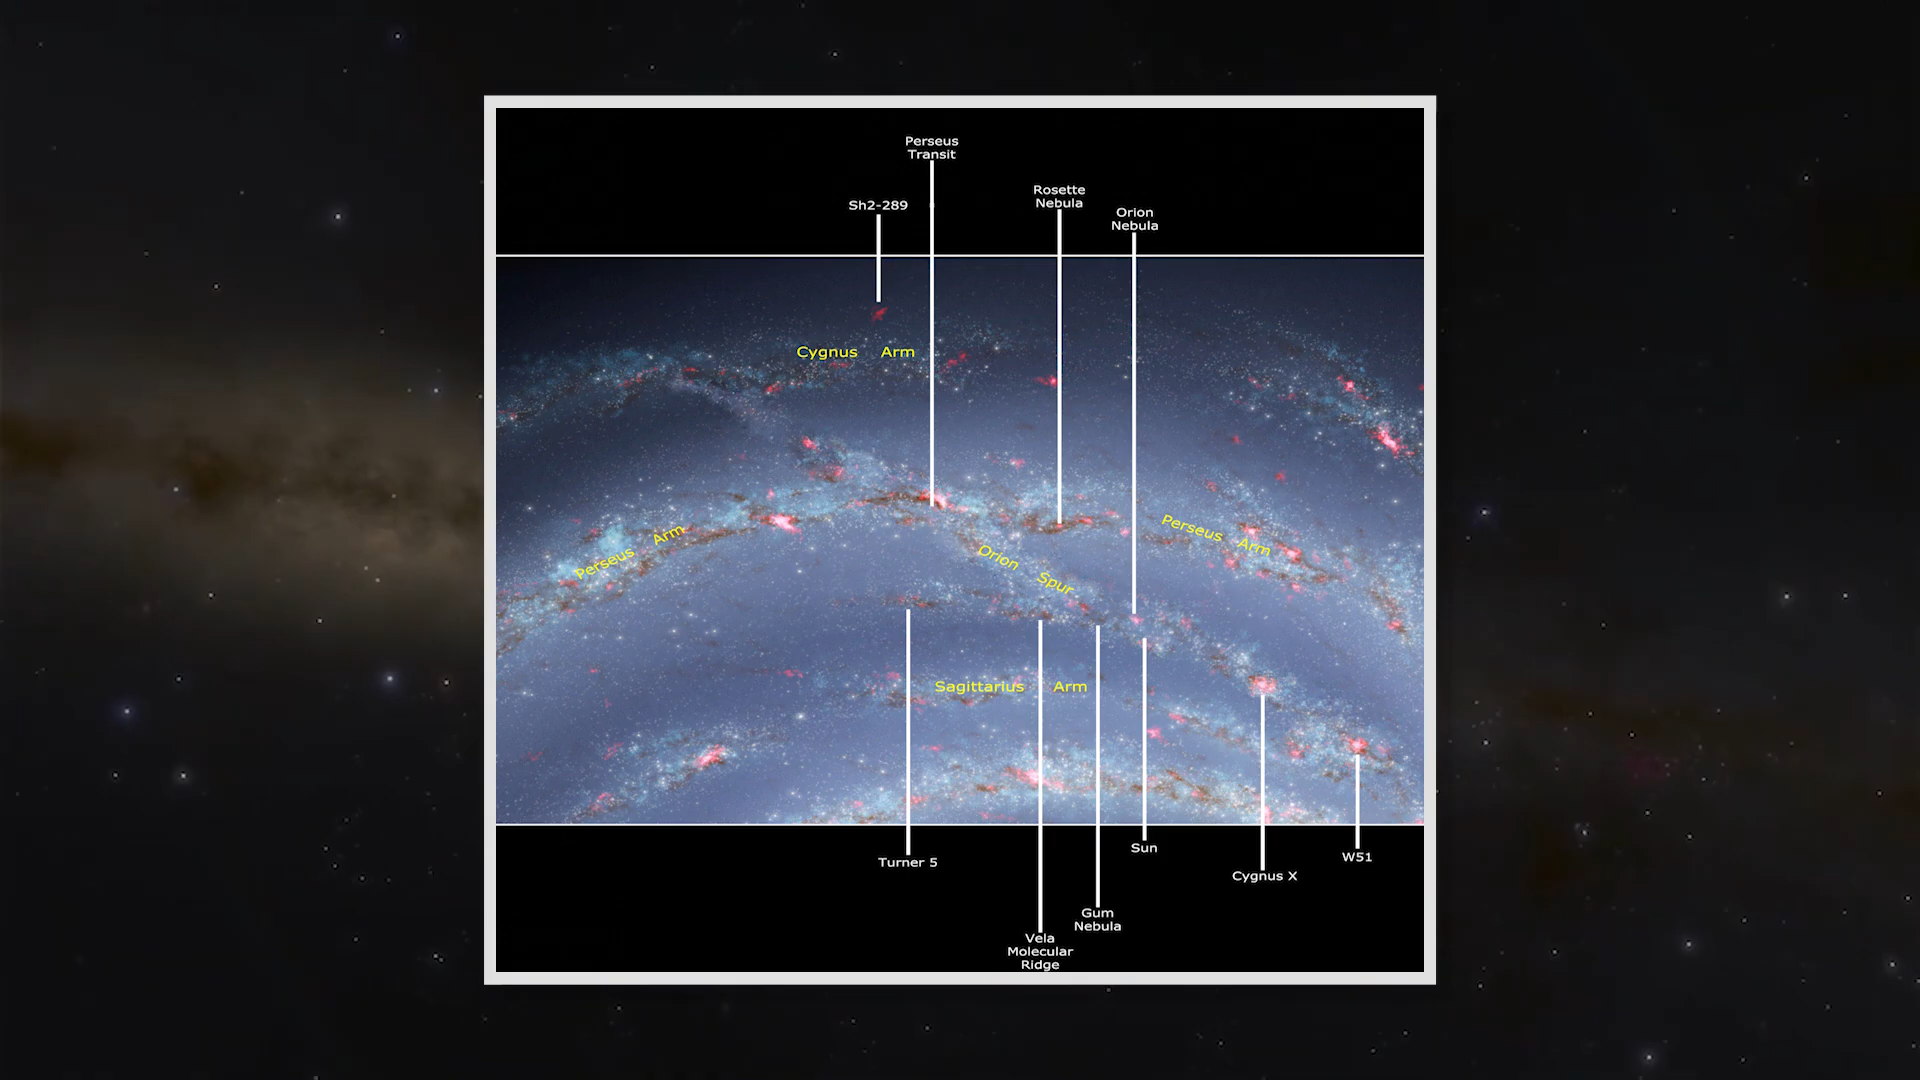 Perseus
Transit
Rosette
Nebula
Sh2-289
Orion
Nebula
Cygnus Arm
Perseus Arm
Perseus Arm
Orion Spur
Sagittarius Arm
Sun
W51
Turner 5
Cygnus X
Gum
Nebula
Vela
Molecular
Ridge